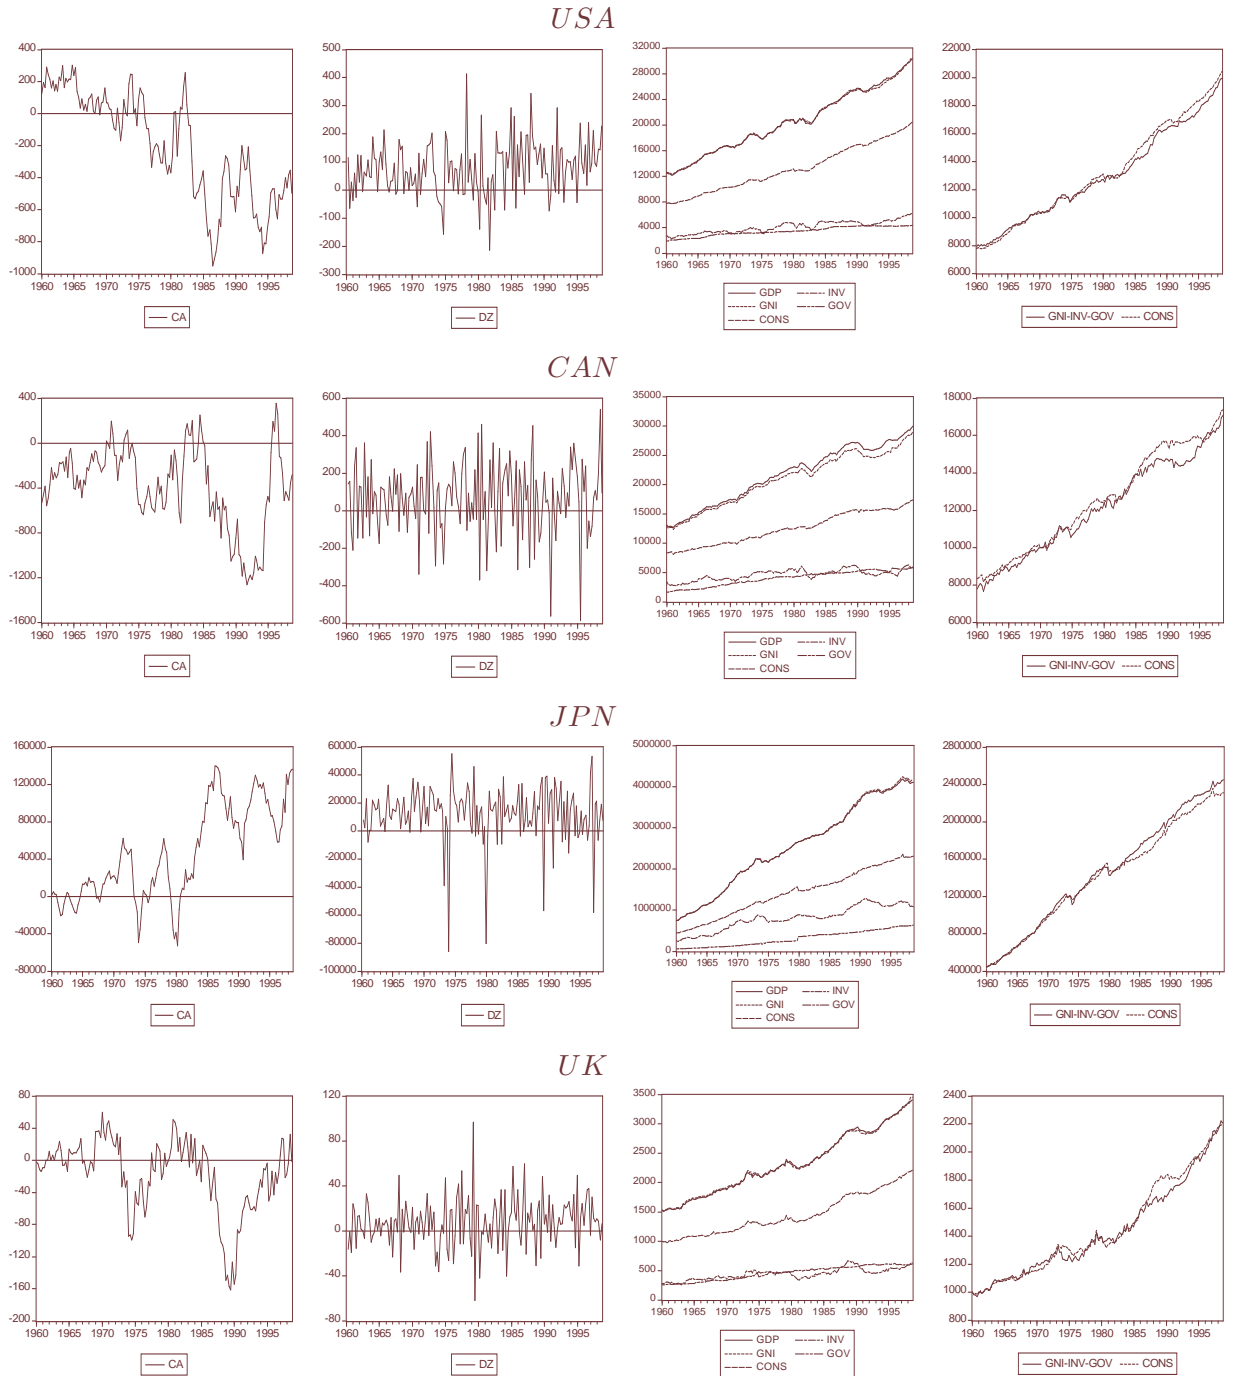 USA
400
200
0
-200
-400
-600
-800
-1000
1960 1965 1970 1975 1980 1985 1990 1995
CA
500
400
300
200
100
0
-100
-200
-300
1960 1965 1970 1975 1980 1985 1990 1995
DZ
32000
28000
24000
20000
16000
12000
8000
4000
0
1960 1965 1970 1975 1980 1985 1990 1995
GDP INV
GNI GOV
CONS
22000
20000
18000
16000
14000
12000
10000
8000
6000
1960 1965 1970 1975 1980 1985 1990 1995
GNI-INV-GOV CONS
CAN
400
0
-400
-800
-1200
-1600
1960 1965 1970 1975 1980 1985 1990 1995
CA
600
400
200
0
-200
-400
-600
1960 1965 1970 1975 1980 1985 1990 1995
DZ
35000
30000
25000
20000
15000
10000
5000
0
1960 1965 1970 1975 1980 1985 1990 1995
GDP INV
GNI GOV
CONS
18000
16000
14000
12000
10000
8000
6000
1960 1965 1970 1975 1980 1985 1990 1995
GNI-INV-GOV CONS
JPN
160000
120000
80000
40000
0
-40000
-80000
1960 1965 1970 1975 1980 1985 1990 1995
CA
60000
40000
20000
0
-20000
-40000
-60000
-80000
-100000
1960 1965 1970 1975 1980 1985 1990 1995
DZ
5000000
4000000
3000000
2000000
1000000
0
1960 1965 1970 1975 1980 1985 1990 1995
GDP INV
GNI GOV
CONS
2800000
2400000
2000000
1600000
1200000
800000
400000
1960 1965 1970 1975 1980 1985 1990 1995
GNI-INV-GOV CONS
UK
80
40
0
-40
-80
-120
-160
-200
1960 1965 1970 1975 1980 1985 1990 1995
CA
120
80
40
0
-40
-80
1960 1965 1970 1975 1980 1985 1990 1995
DZ
3500
3000
2500
2000
1500
1000
500
0
1960 1965 1970 1975 1980 1985 1990 1995
GDP INV
GNI GOV
CONS
2400
2200
2000
1800
1600
1400
1200
1000
800
1960 1965 1970 1975 1980 1985 1990 1995
GNI-INV-GOV CONS